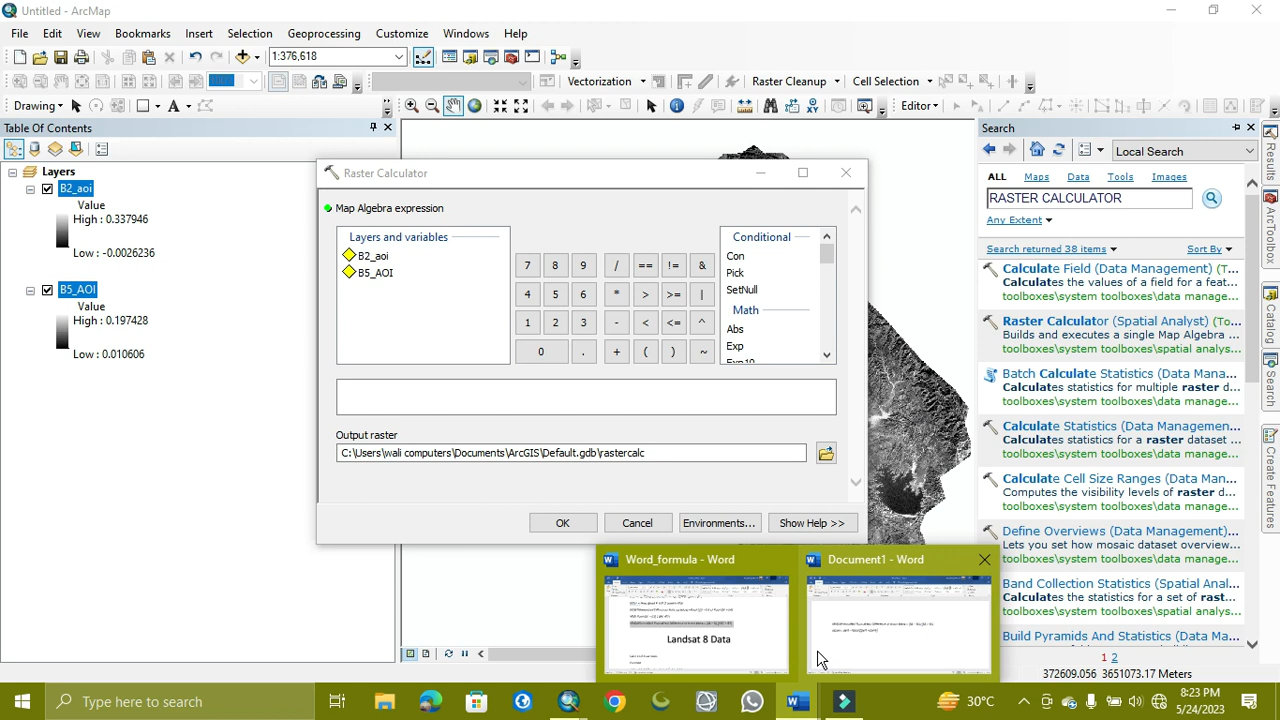 Untitled - ArcMap
File Edit View Bookmarks Insert Selection Geoprocessing Customize Windows Help
1:376,618
Vectorization Raster Cleanup Cell Selection
Drawing Editor
Table Of Contents
Layers
B2_aoi
Value
High : 0.337946
Low : -0.0026236
B5_AOI
Value
High : 0.197428
Low : 0.010606
Raster Calculator
Map Algebra expression
Layers and variables
B2_aoi
B5_AOI
7 8 9 / == != &
4 5 6 * > >= |
1 2 3 - < <= ^
0 . + ( ) ~
Conditional
Con
Pick
SetNull
Math
Abs
Exp
Exp10
Output raster
C:\Users\wali computers\Documents\ArcGIS\Default.gdb\rastercalc
OK Cancel Environments... Show Help >>
Search
Local Search
ALL Maps Data Tools Images
RASTER CALCULATOR
Any Extent
Search returned 38 items Sort By
Calculate Field (Data Management) (T...
Calculates the values of a field for a feat...
toolboxes\system toolboxes\data manage...
Raster Calculator (Spatial Analyst) (To...
Builds and executes a single Map Algebra
toolboxes\system toolboxes\spatial analys...
Batch Calculate Statistics (Data Mana...
Calculates statistics for multiple raster d...
toolboxes\system toolboxes\data manage...
Calculate Statistics (Data Managemen...
Calculates statistics for a raster dataset ...
toolboxes\system toolboxes\data manage...
Calculate Cell Size Ranges (Data Man...
Computes the visibility levels of raster d...
toolboxes\system toolboxes\data manage...
Define Overviews (Data Management)...
Lets you set how mosaic dataset overview...
toolboxes\system toolboxes\data manage...
Band Collection Statistics (Spatial Anal...
Calculates the statistics for a set of rast...
toolboxes\system toolboxes\spatial analys...
Build Pyramids And Statistics (Data M...
1 2
Results
ArcToolbox
Catalog
Search
Create Features
372609.056 3651073.17 Meters
Word_formula - Word
Landsat 8 Data
Document1 - Word
Type here to search
30°C
8:23 PM
5/24/2023